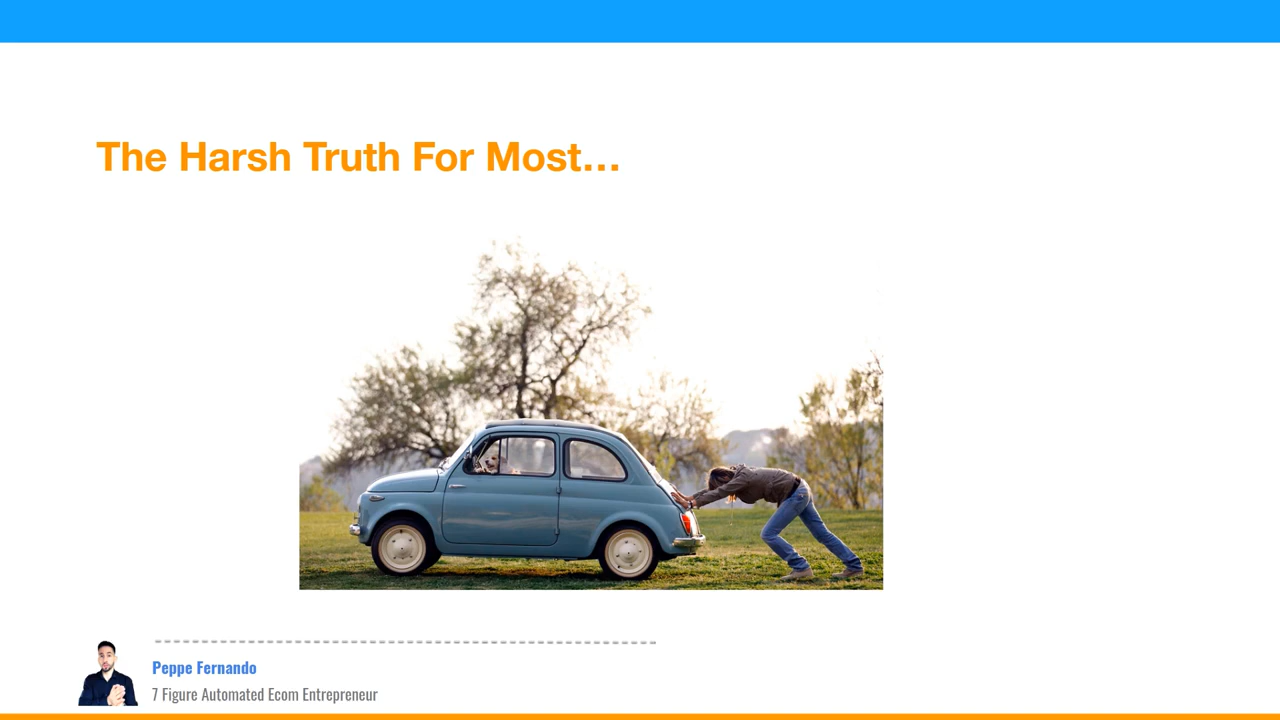 The Harsh Truth For Most...
Peppe Fernando
7 Figure Automated Ecom Entrepreneur